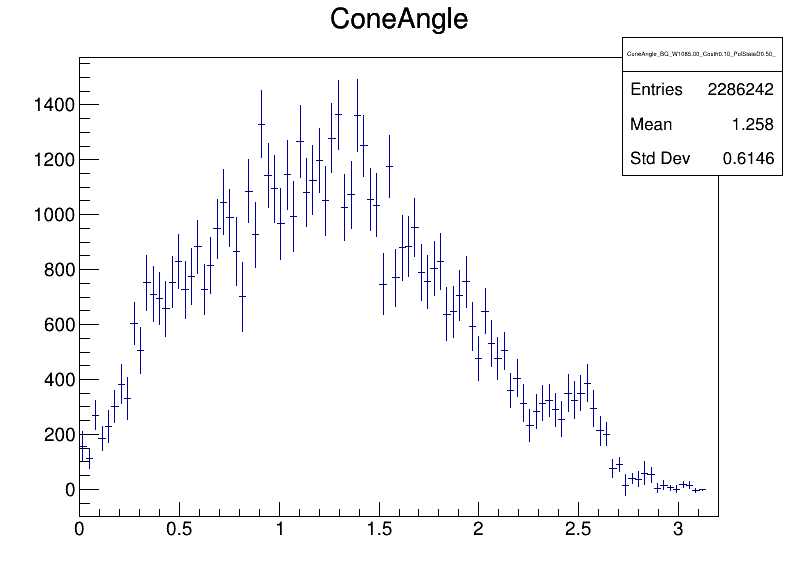 ConeAngle
ConeAngle_BG_W1085.00_Costh0.10_PolStateD0.50_
Entries 2286242
Mean 1.258
Std Dev 0.6146
1400
1200
1000
800
600
400
200
0
0 0.5 1 1.5 2 2.5 3